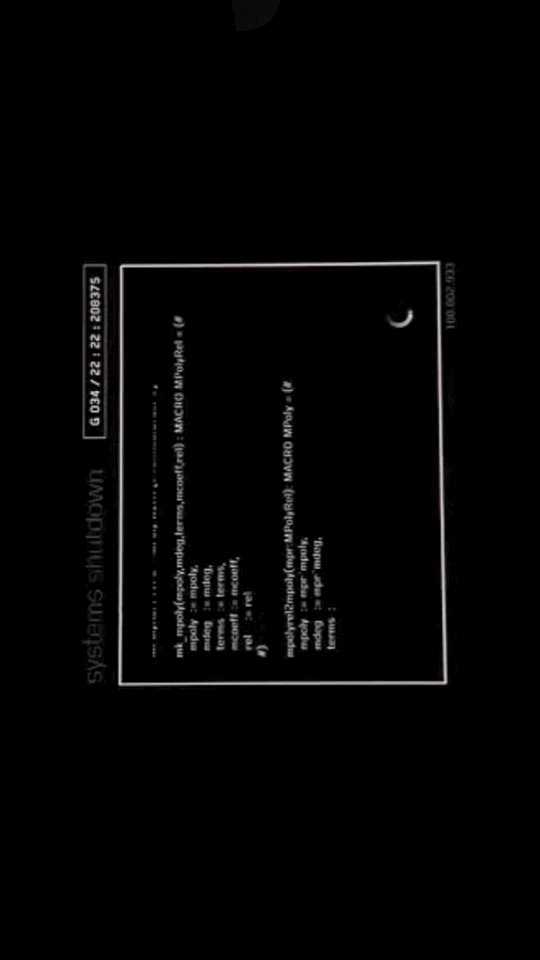 systems shutdown
G 034 / 22 : 22 : 208375
mk_mpoly(mpoly,mdeg,terms,mcoeff,rel) : MACRO MPolyRel = (#
mpoly := mpoly,
mdeg := mdeg,
terms := terms,
mcoeff := mcoeff,
rel := rel
#)
mpolyrel2mpoly(mpr:MPolyRel): MACRO MPoly = (#
mpoly := mpr`mpoly,
mdeg := mpr`mdeg,
terms :
100.802.933